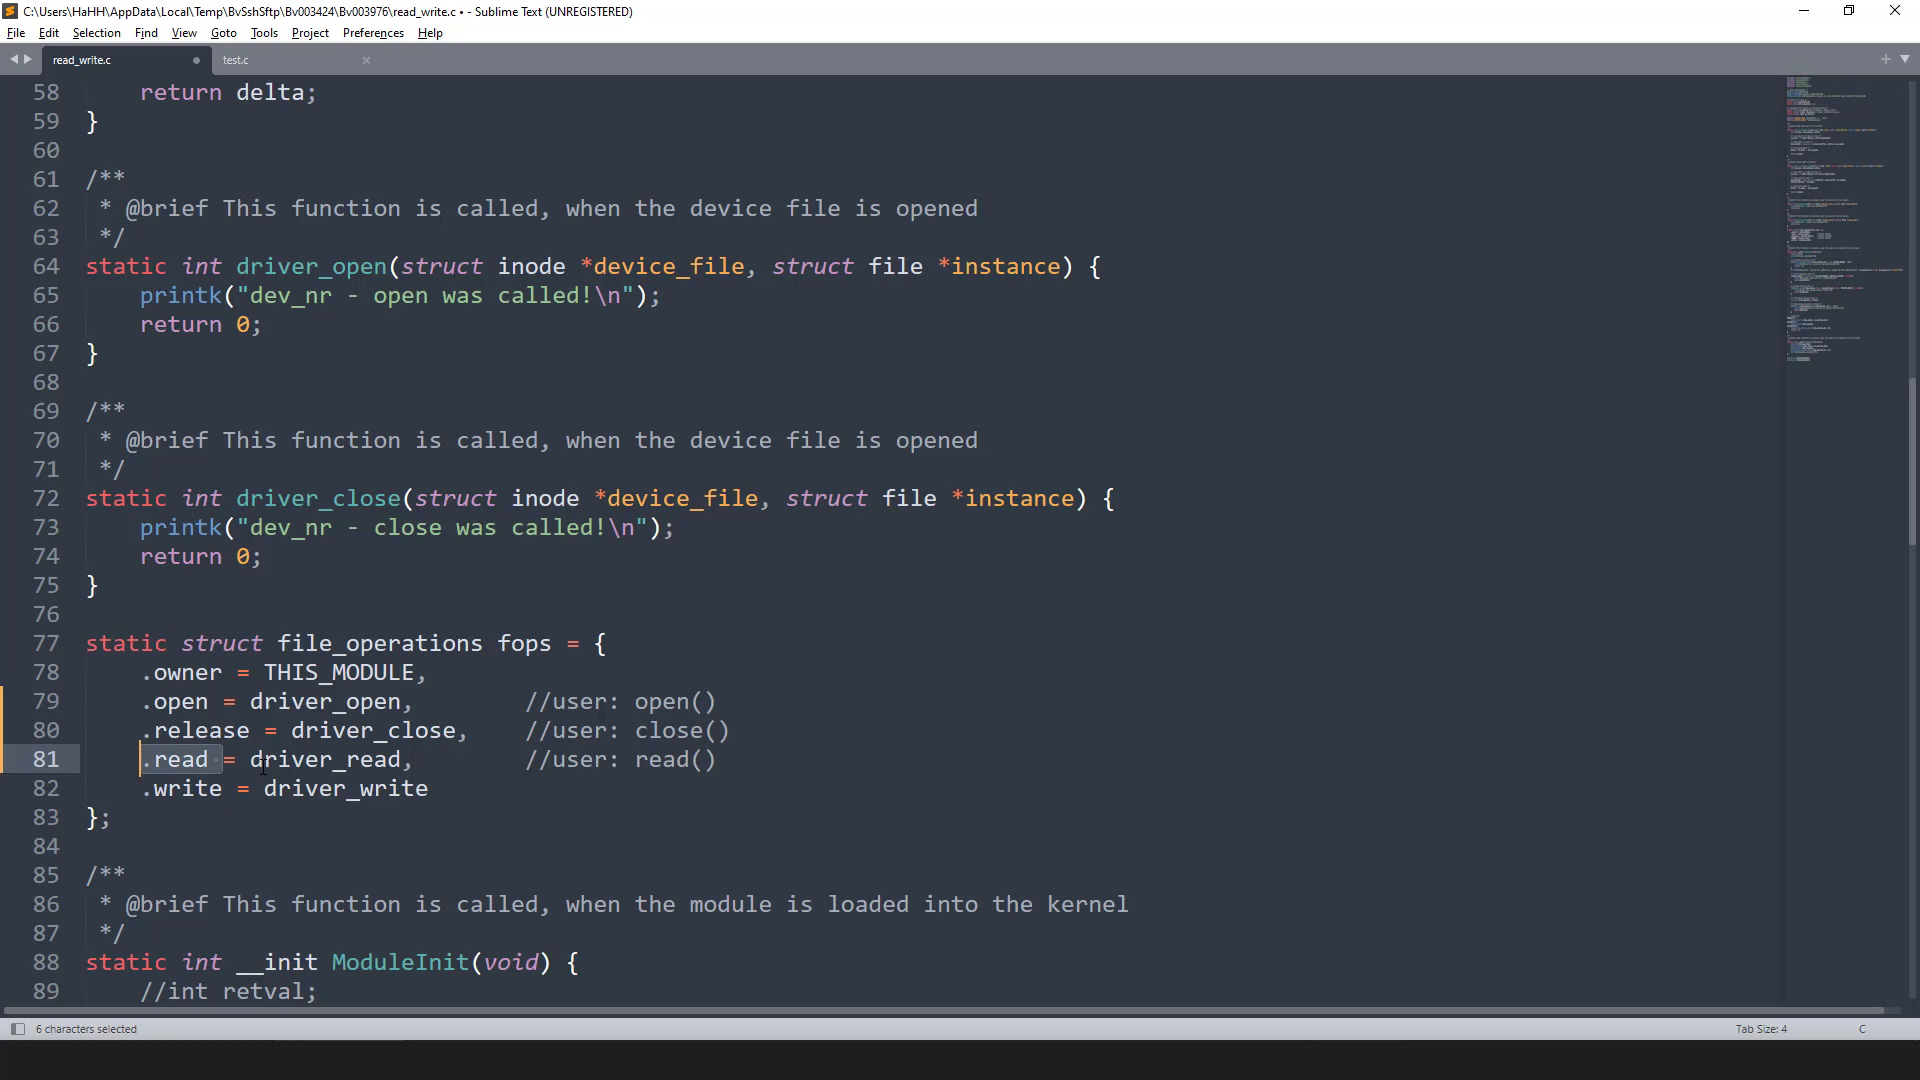 C:\Users\HaHH\AppData\Local\Temp\BvSshSftp\Bv003424\Bv003976\read_write.c • - Sublime Text (UNREGISTERED)
File Edit Selection Find View Goto Tools Project Preferences Help
read_write.c test.c
58 return delta;
59 }
60
61 /**
62 * @brief This function is called, when the device file is opened
63 */
64 static int driver_open(struct inode *device_file, struct file *instance) {
65 printk("dev_nr - open was called!\n");
66 return 0;
67 }
68
69 /**
70 * @brief This function is called, when the device file is opened
71 */
72 static int driver_close(struct inode *device_file, struct file *instance) {
73 printk("dev_nr - close was called!\n");
74 return 0;
75 }
76
77 static struct file_operations fops = {
78 .owner = THIS_MODULE,
79 .open = driver_open, //user: open()
80 .release = driver_close, //user: close()
81 .read = driver_read, //user: read()
82 .write = driver_write
83 };
84
85 /**
86 * @brief This function is called, when the module is loaded into the kernel
87 */
88 static int __init ModuleInit(void) {
89 //int retval;
6 characters selected Tab Size: 4 C